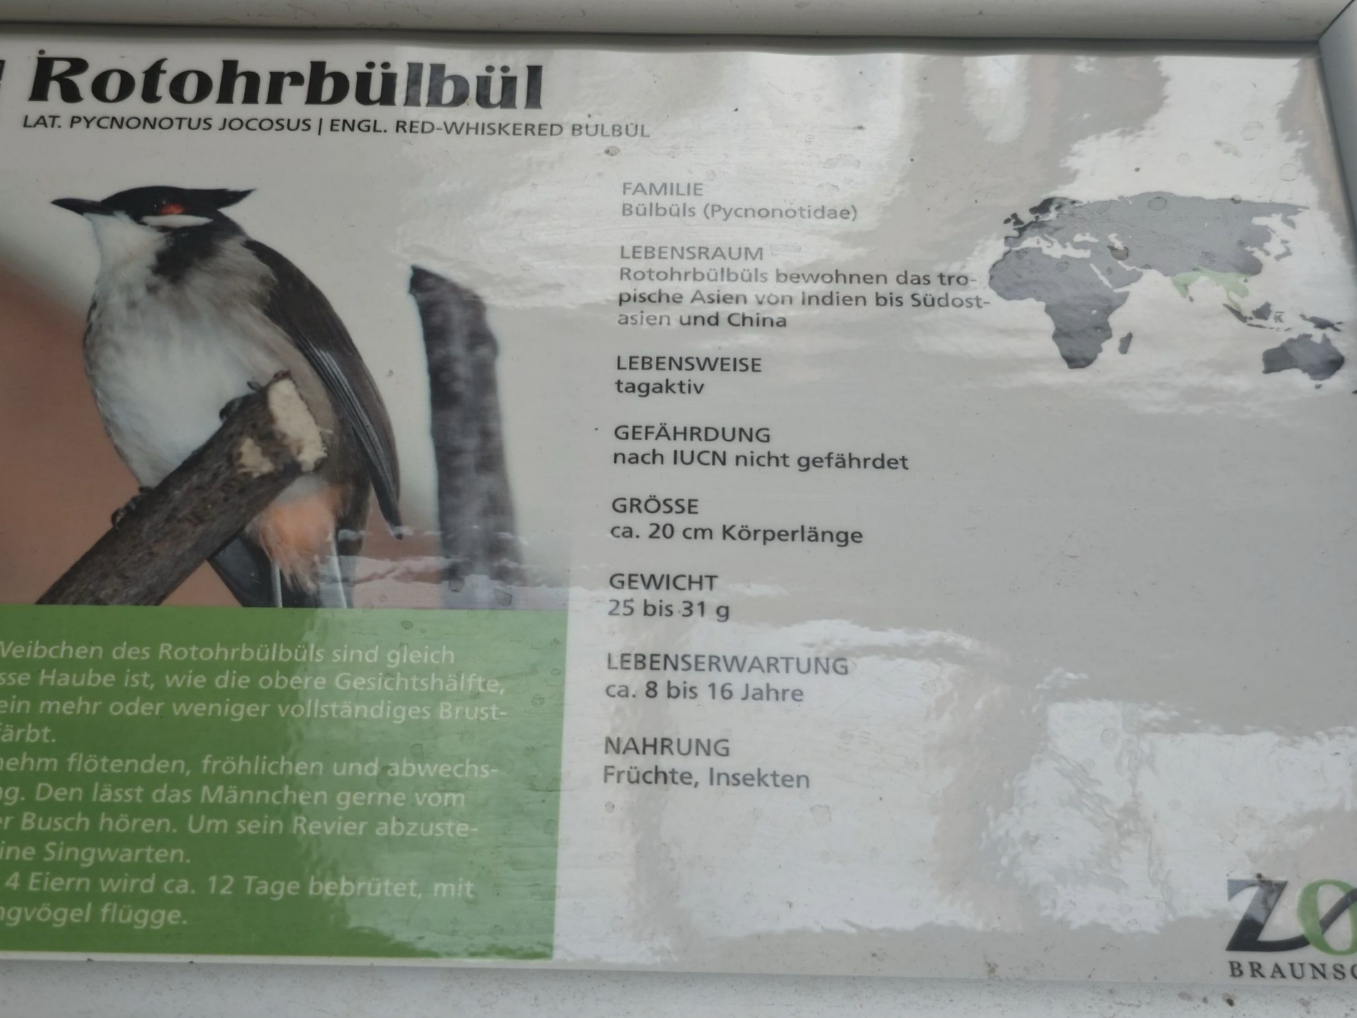 Rotohrbülbül
LAT. PYCNONOTUS JOCOSUS | ENGL. RED-WHISKERED BULBÜL
FAMILIE
Bülbüls (Pycnonotidae)
LEBENSRAUM
Rotohrbülbüls bewohnen das tro-
pische Asien von Indien bis Südost-
asien und China
LEBENSWEISE
tagaktiv
GEFÄHRDUNG
nach IUCN nicht gefährdet
GRÖSSE
ca. 20 cm Körperlänge
GEWICHT
25 bis 31 g
LEBENSERWARTUNG
ca. 8 bis 16 Jahre
NAHRUNG
Früchte, Insekten
Weibchen des Rotohrbülbüls sind gleich
sse Haube ist, wie die obere Gesichtshälfte,
ein mehr oder weniger vollständiges Brust-
färbt.
nehm flötenden, fröhlichen und abwechs-
ng. Den lässt das Männchen gerne vom
er Busch hören. Um sein Revier abzuste-
ine Singwarten.
4 Eiern wird ca. 12 Tage bebrütet, mit
ngvögel flügge.
ZO
BRAUNSC